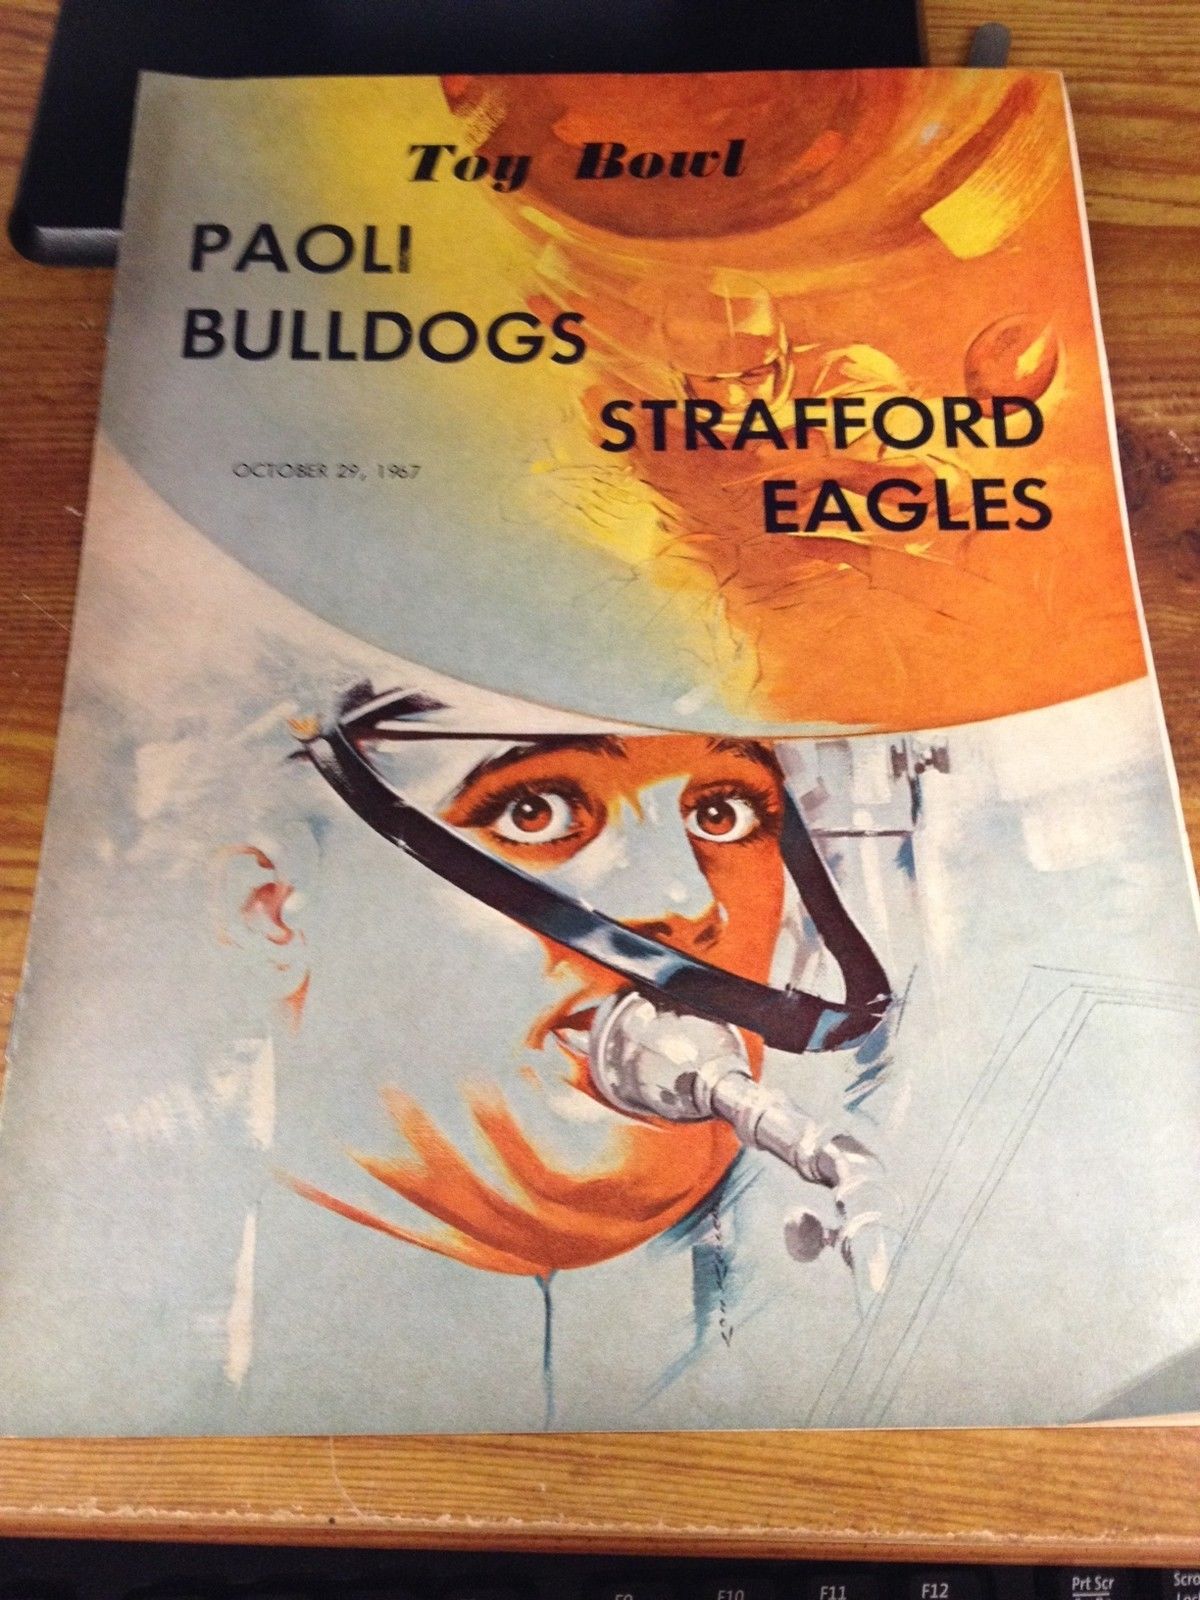 Toy Bowl
PAOLI
BULLDOGS
STRAFFORD
EAGLES
OCTOBER 29, 1967
F9 F10 F11 F12 Prt Scr